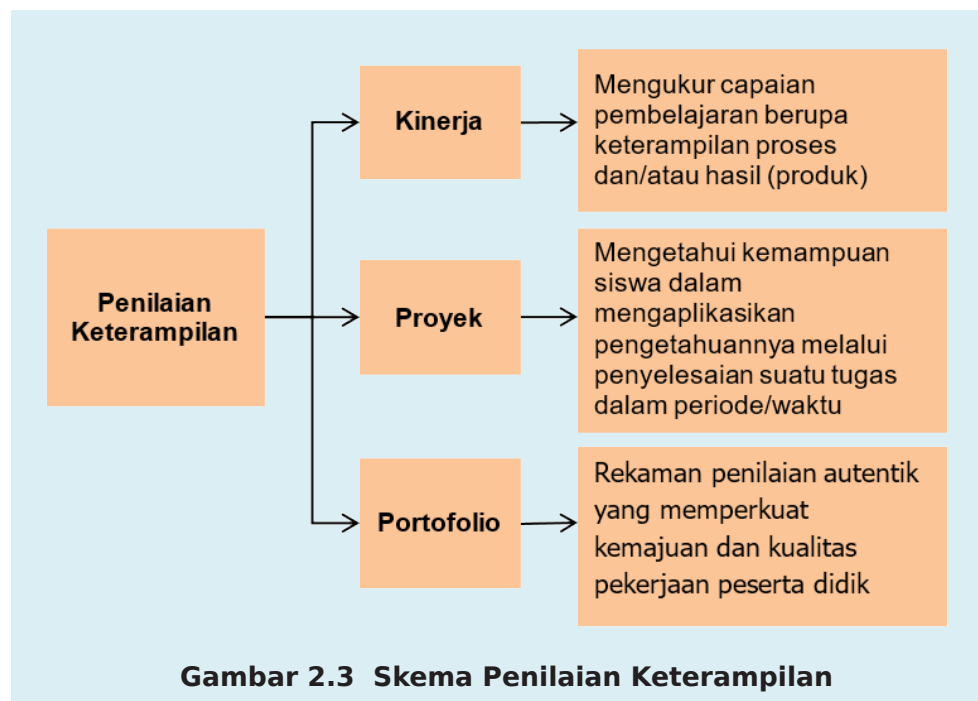 Penilaian
Keterampilan
Kinerja
Mengukur capaian
pembelajaran berupa
keterampilan proses
dan/atau hasil (produk)
Proyek
Mengetahui kemampuan
siswa dalam
mengaplikasikan
pengetahuannya melalui
penyelesaian suatu tugas
dalam periode/waktu
Portofolio
Rekaman penilaian autentik
yang memperkuat
kemajuan dan kualitas
pekerjaan peserta didik
Gambar 2.3 Skema Penilaian Keterampilan